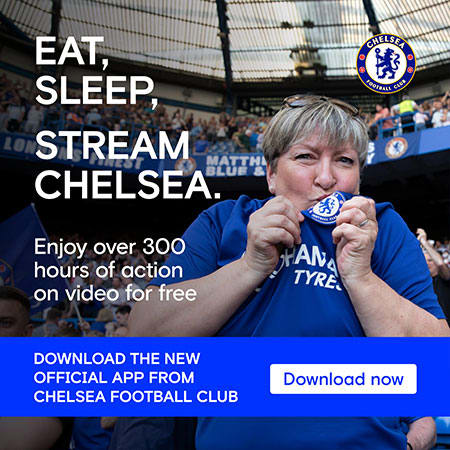 EAT,
SLEEP,
STREAM
CHELSEA.
CHELSEA
FOOTBALL CLUB
MATTHE
BLUE &
Enjoy over 300
hours of action
on video for free
TYRES
DOWNLOAD THE NEW
OFFICIAL APP FROM
CHELSEA FOOTBALL CLUB
Download now